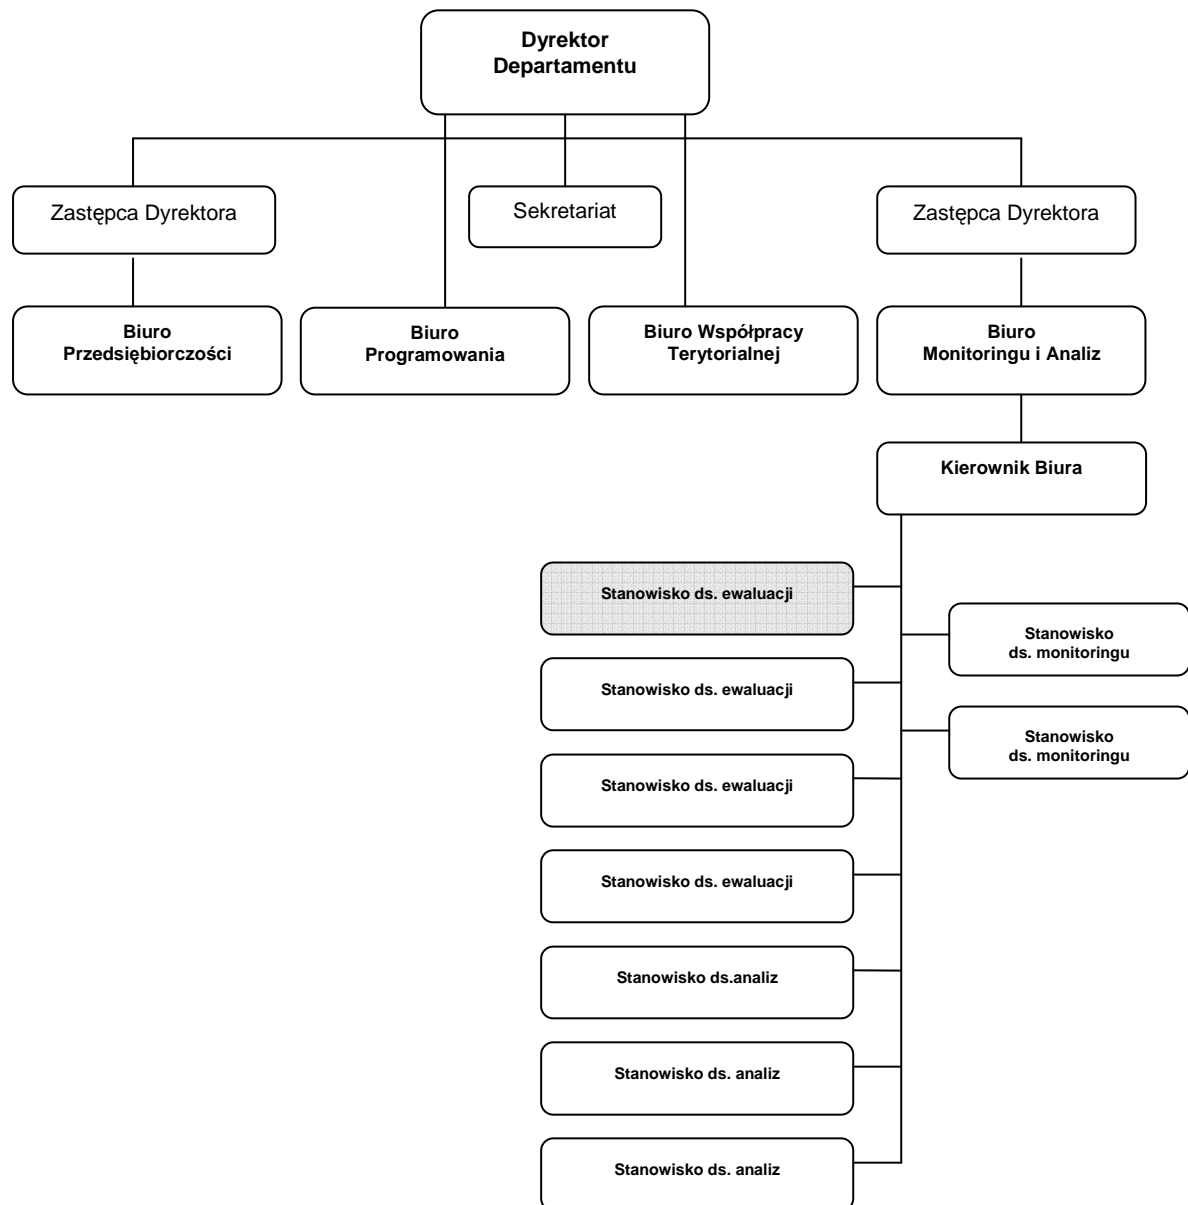 Dyrektor
Departamentu
Zastępca Dyrektora
Sekretariat
Zastępca Dyrektora
Biuro
Przedsiębiorczości
Biuro
Programowania
Biuro Współpracy
Terytorialnej
Biuro
Monitoringu i Analiz
Kierownik Biura
Stanowisko ds. ewaluacji
Stanowisko
ds. monitoringu
Stanowisko ds. ewaluacji
Stanowisko
ds. monitoringu
Stanowisko ds. ewaluacji
Stanowisko ds. ewaluacji
Stanowisko ds.analiz
Stanowisko ds. analiz
Stanowisko ds. analiz